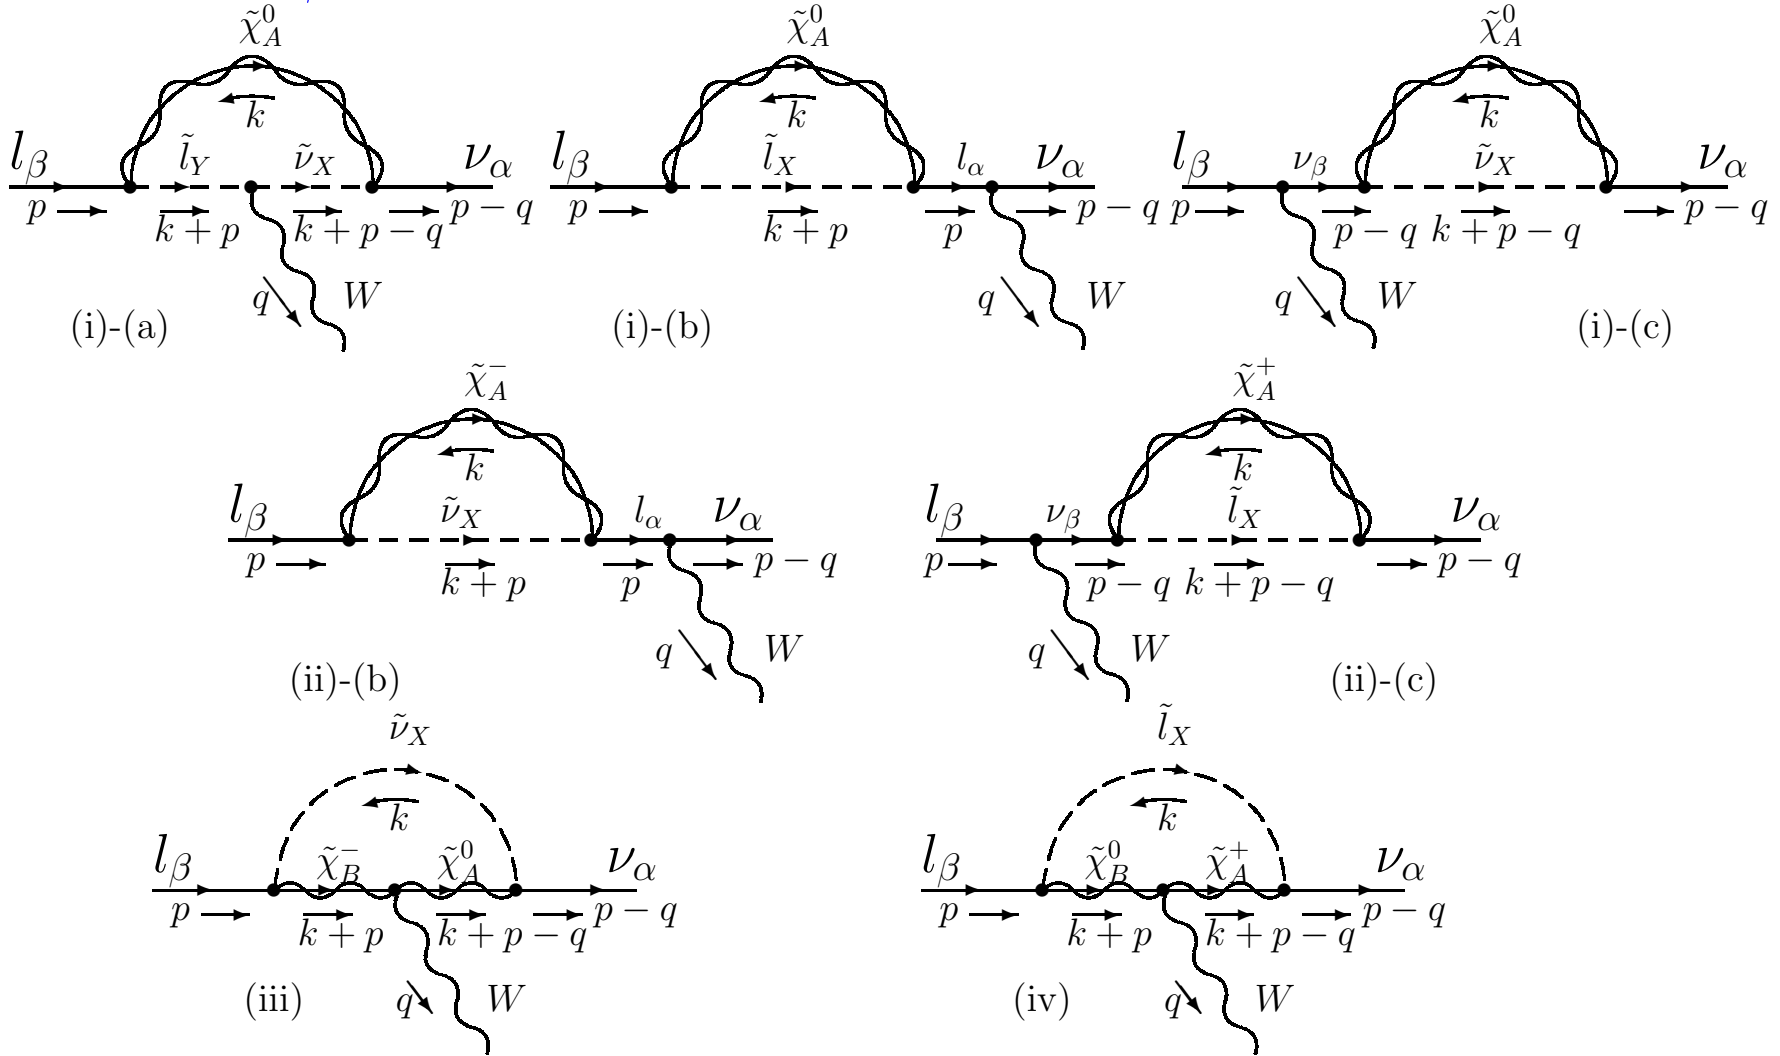 χ̃⁰_A χ̃⁰_A χ̃⁰_A
k k k
l_β l̃_Y ν̃_X ν_α l_β l̃_X l_α ν_α l_β ν_β ν̃_X ν_α
p k + p k + p − q p − q p k + p p p − q p p − q k + p − q p − q
q W q W q W
(i)-(a) (i)-(b) (i)-(c)
χ̃⁻_A χ̃⁺_A
k k
l_β ν̃_X l_α ν_α l_β ν_β l̃_X ν_α
p k + p p p − q p p − q k + p − q p − q
q W q W
(ii)-(b) (ii)-(c)
ν̃_X l̃_X
k k
l_β χ̃⁻_B χ̃⁰_A ν_α l_β χ̃⁰_B χ̃⁺_A ν_α
p k + p k + p − q p − q p k + p k + p − q p − q
(iii) q W (iv) q W